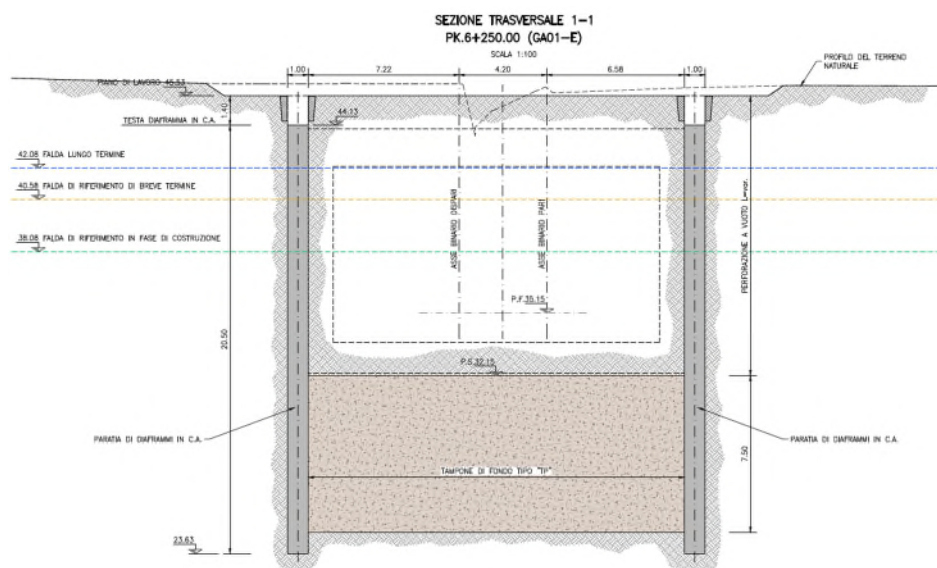 SEZIONE TRASVERSALE 1-1
PK.6+250.00 (GA01-E)
SCALA 1:100
1.00
7.22
4.20
6.58
1.00
PROFILO DEL TERRENO
NATURALE
PIANO DI LAVORO 45.53
1.40
44.13
TESTA DIAFRAMMA IN C.A.
42.08 FALDA LUNGO TERMINE
40.58 FALDA DI RIFERIMENTO DI BREVE TERMINE
38.08 FALDA DI RIFERIMENTO IN FASE DI COSTRUZIONE
ASSE BINARIO DISPARI
ASSE BINARIO PARI
PERFORAZIONE A VUOTO
P.F.35.15
20.50
P.S.32.15
PARATIA DI DIAFRAMMI IN C.A.
PARATIA DI DIAFRAMMI IN C.A.
7.50
TAMPONE DI FONDO TIPO "TP"
23.63